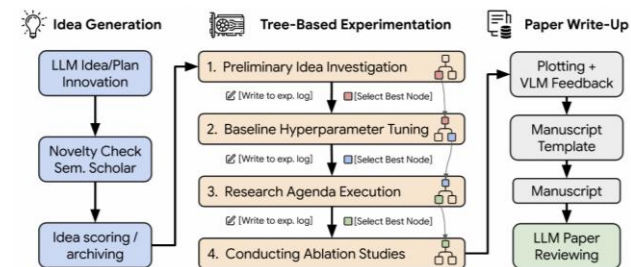 Idea Generation
LLM Idea/Plan
Innovation
Novelty Check
Sem. Scholar
Idea scoring /
archiving
Tree-Based Experimentation
1. Preliminary Idea Investigation
[Write to exp. log] [Select Best Node]
2. Baseline Hyperparameter Tuning
[Write to exp. log] [Select Best Node]
3. Research Agenda Execution
[Write to exp. log] [Select Best Node]
4. Conducting Ablation Studies
Paper Write-Up
Plotting +
VLM Feedback
Manuscript
Template
Manuscript
LLM Paper
Reviewing